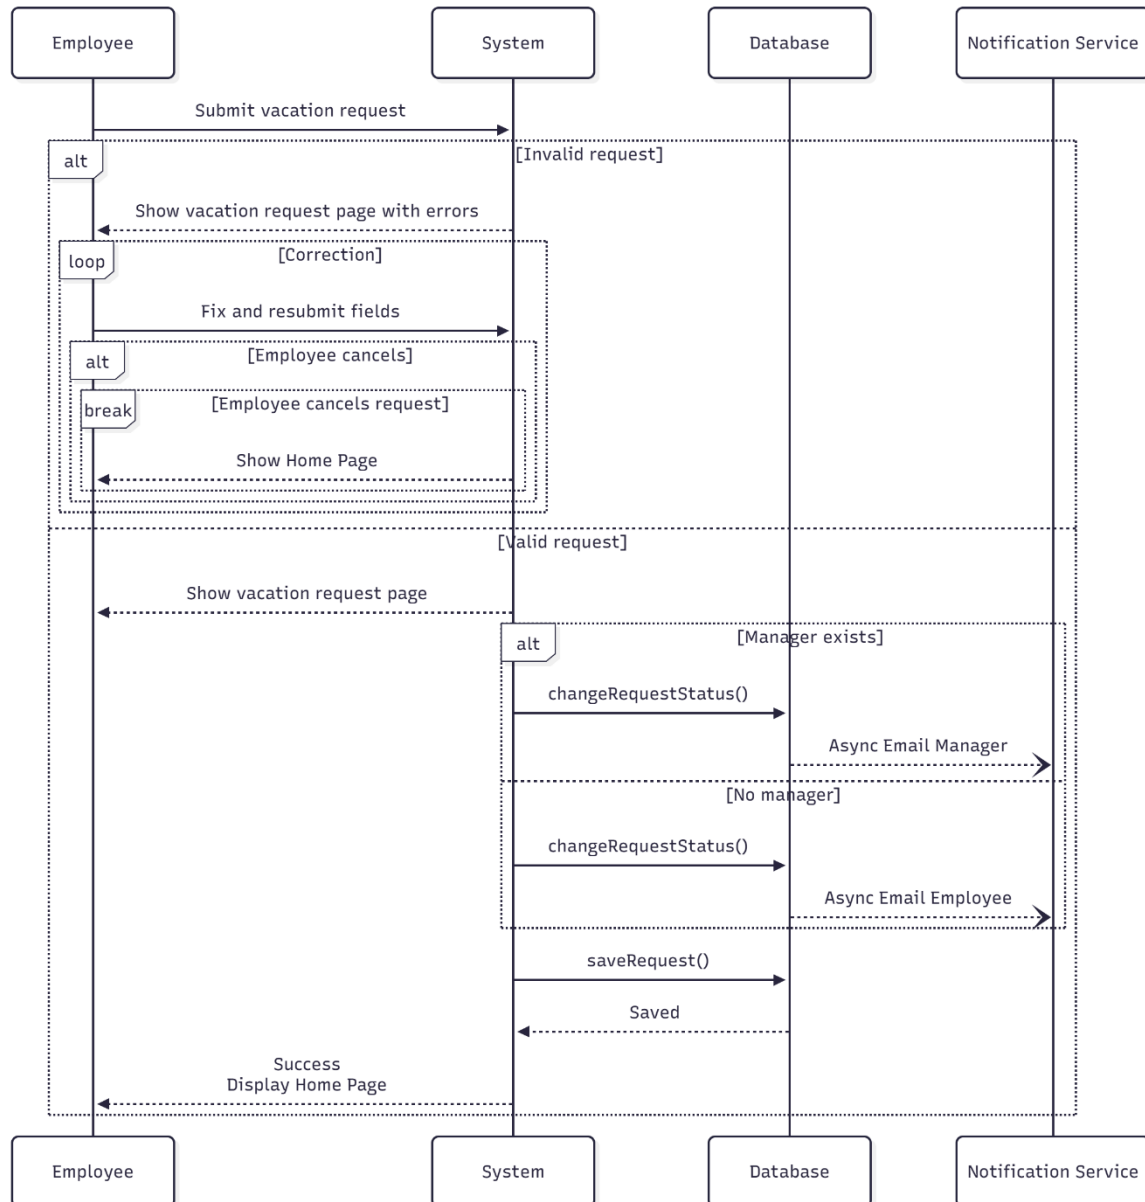 Employee
System
Database
Notification Service
Submit vacation request
alt
[Invalid request]
Show vacation request page with errors
loop
[Correction]
Fix and resubmit fields
alt
[Employee cancels]
break
[Employee cancels request]
Show Home Page
[Valid request]
Show vacation request page
alt
[Manager exists]
changeRequestStatus()
Async Email Manager
[No manager]
changeRequestStatus()
Async Email Employee
saveRequest()
Saved
Success
Display Home Page
Employee
System
Database
Notification Service